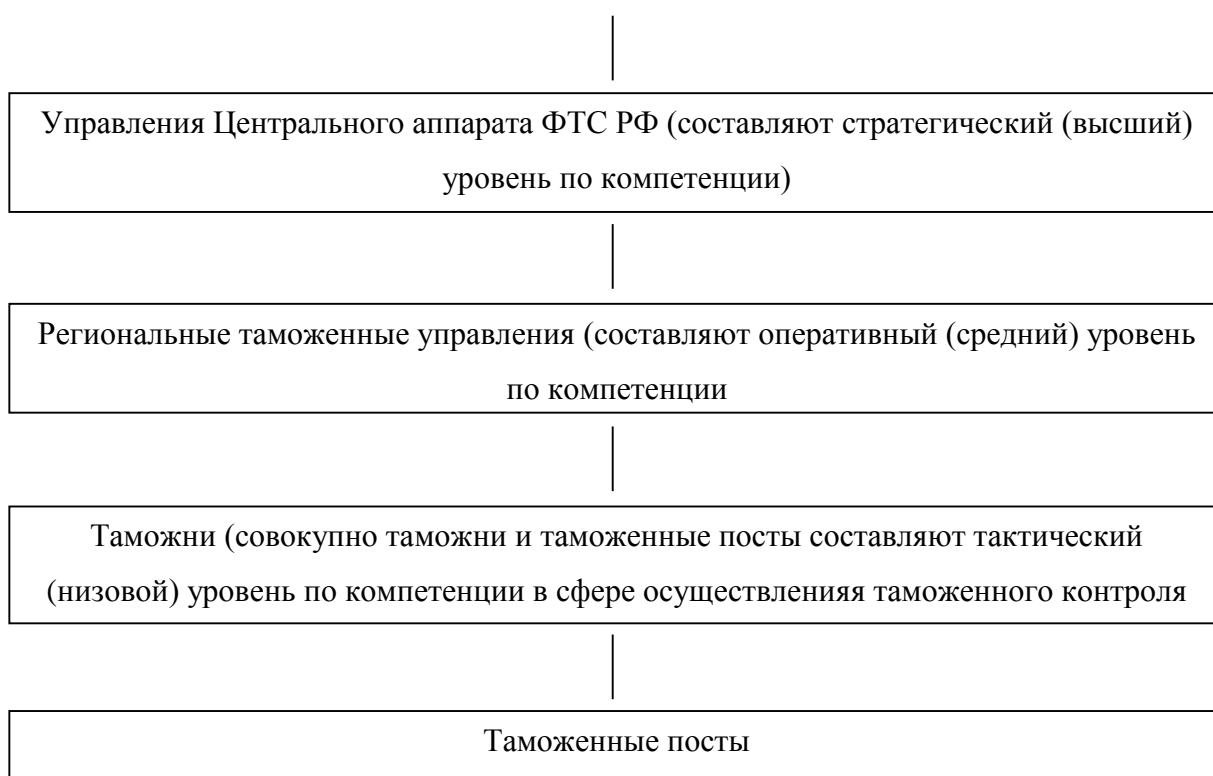 Управления Центрального аппарата ФТС РФ (составляют стратегический (высший)
уровень по компетенции)
Региональные таможенные управления (составляют оперативный (средний) уровень
по компетенции
Таможни (совокупно таможни и таможенные посты составляют тактический
(низовой) уровень по компетенции в сфере осуществленияя таможенного контроля
Таможенные посты